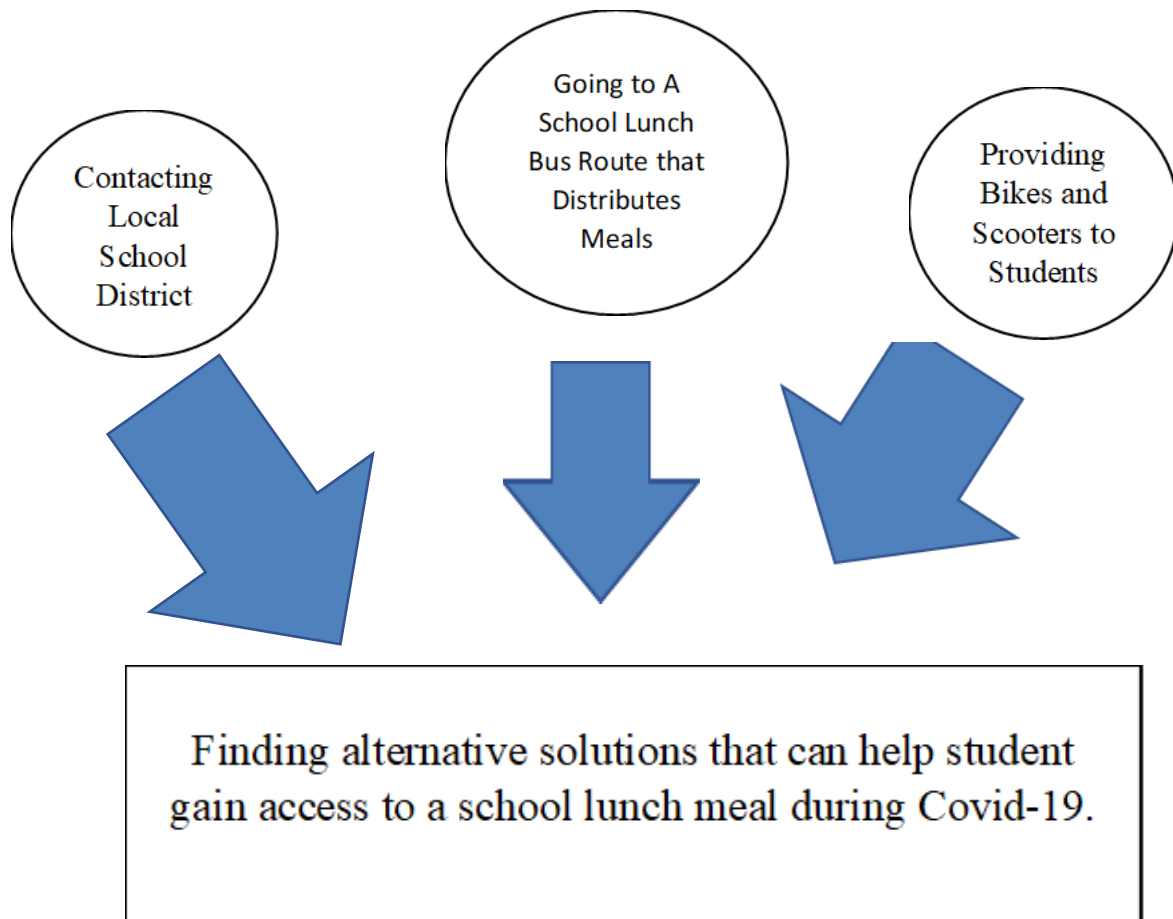 Contacting
Local
School
District
Going to A
School Lunch
Bus Route that
Distributes
Meals
Providing
Bikes and
Scooters to
Students
Finding alternative solutions that can help student
gain access to a school lunch meal during Covid-19.